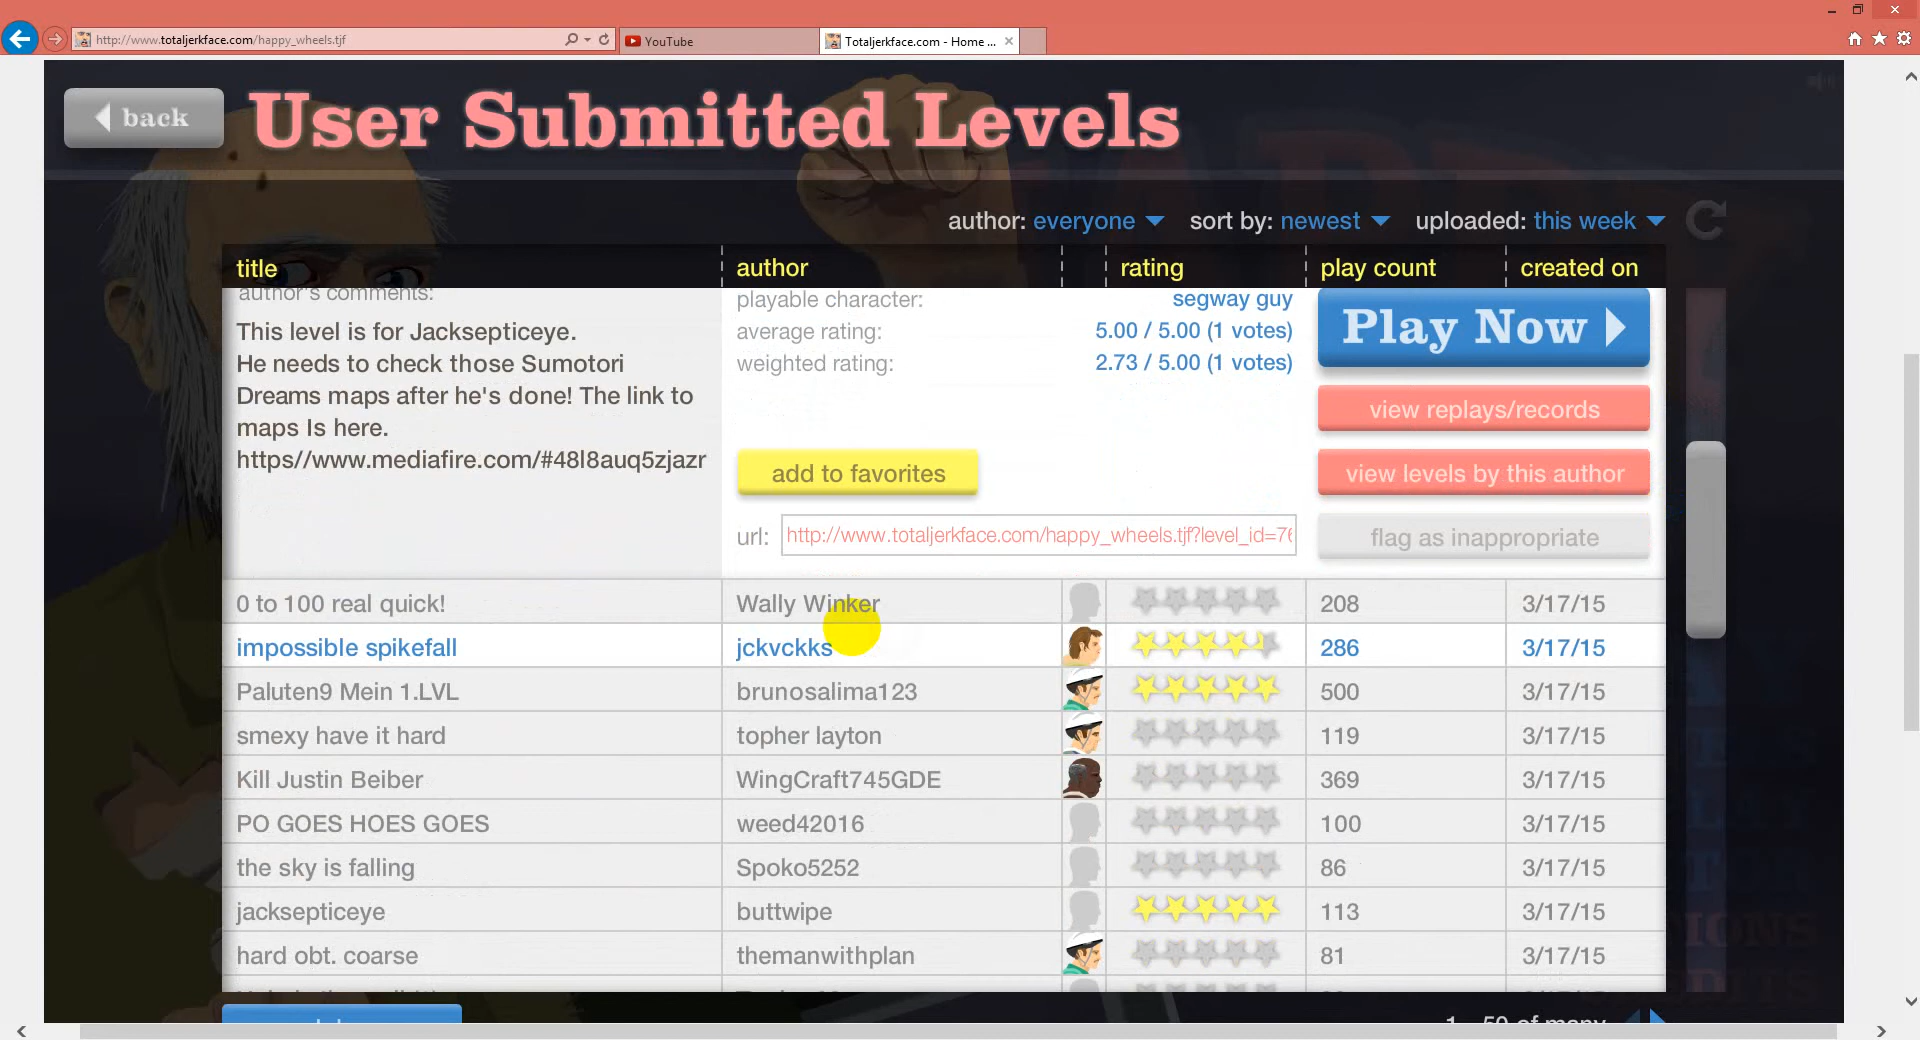 http://www.totaljerkface.com/happy_wheels.tjf
YouTube
Totaljerkface.com - Home ...
back
User Submitted Levels
author: everyone sort by: newest uploaded: this week
title author rating play count created on
author's comments:
This level is for Jacksepticeye.
He needs to check those Sumotori
Dreams maps after he's done! The link to
maps Is here.
https//www.mediafire.com/#48l8auq5zjazr
playable character: segway guy
average rating: 5.00 / 5.00 (1 votes)
weighted rating: 2.73 / 5.00 (1 votes)
add to favorites
url: http://www.totaljerkface.com/happy_wheels.tjf?level_id=76
Play Now
view replays/records
view levels by this author
flag as inappropriate
0 to 100 real quick! Wally Winker 208 3/17/15
impossible spikefall jckvckks 286 3/17/15
Paluten9 Mein 1.LVL brunosalima123 500 3/17/15
smexy have it hard topher layton 119 3/17/15
Kill Justin Beiber WingCraft745GDE 369 3/17/15
PO GOES HOES GOES weed42016 100 3/17/15
the sky is falling Spoko5252 86 3/17/15
jacksepticeye buttwipe 113 3/17/15
hard obt. coarse themanwithplan 81 3/17/15
1 - 50 of many